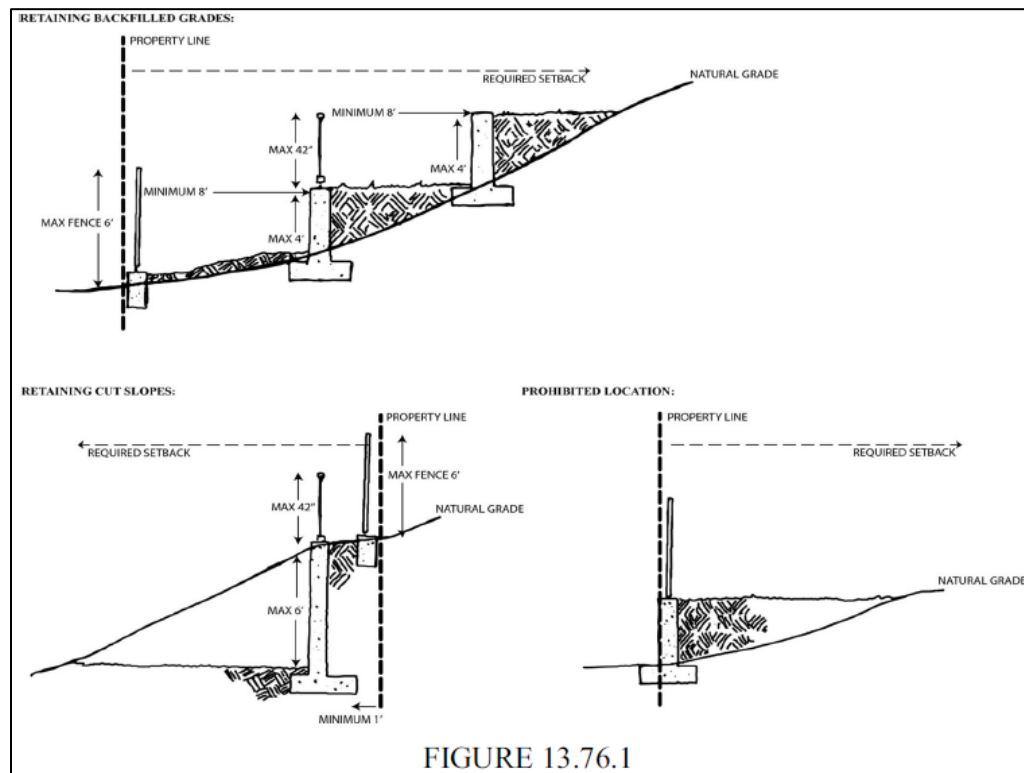 RETAINING BACKFILLED GRADES:
PROPERTY LINE
REQUIRED SETBACK
NATURAL GRADE
MINIMUM 8'
MAX 42"
MAX 4'
MINIMUM 8'
MAX FENCE 6'
MAX 4'
RETAINING CUT SLOPES:
PROPERTY LINE
REQUIRED SETBACK
MAX FENCE 6'
MAX 42"
NATURAL GRADE
MAX 6'
MINIMUM 1'
PROHIBITED LOCATION:
PROPERTY LINE
REQUIRED SETBACK
NATURAL GRADE
FIGURE 13.76.1